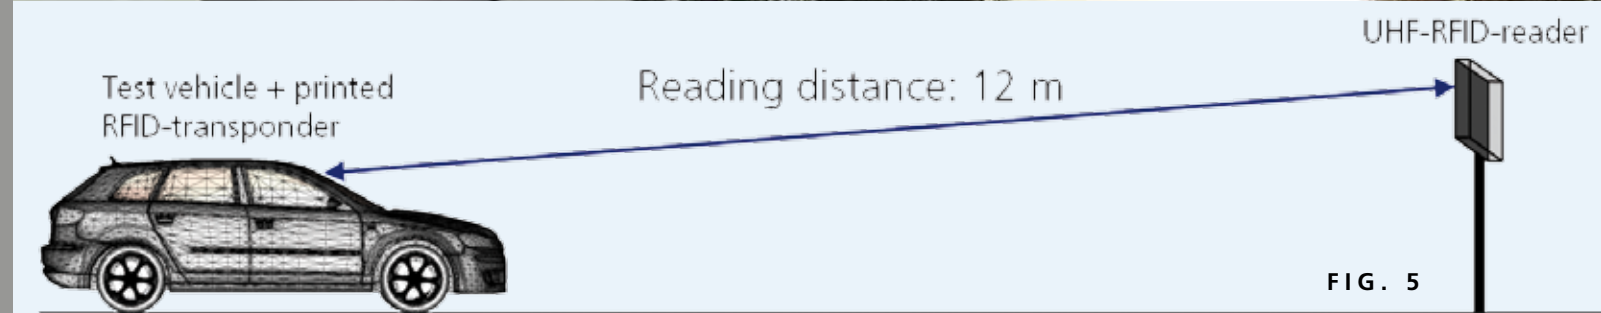 UHF-RFID-reader
Test vehicle + printed
RFID-transponder
Reading distance: 12 m
FIG. 5